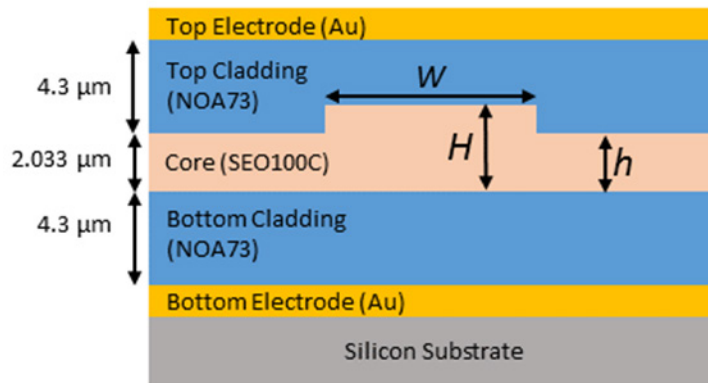 Top Electrode (Au)
4.3 µm
Top Cladding
(NOA73)
W
2.033 µm
Core (SEO100C)
H
h
4.3 µm
Bottom Cladding
(NOA73)
Bottom Electrode (Au)
Silicon Substrate